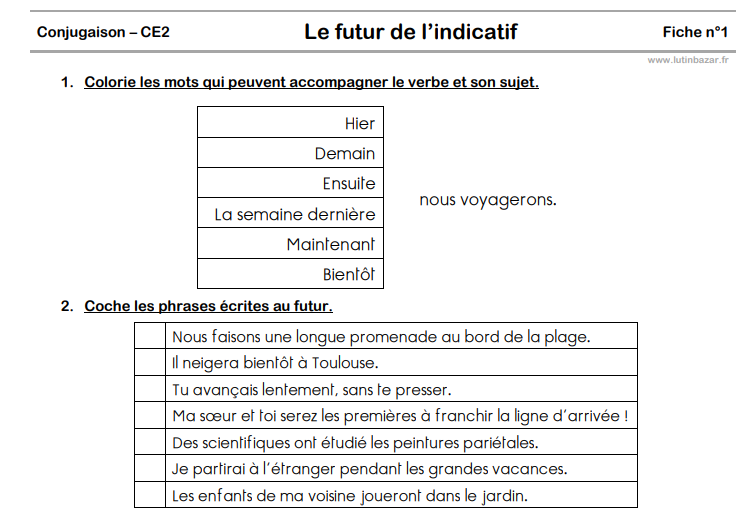 Conjugaison – CE2 Le futur de l'indicatif Fiche n°1
www.lutinbazar.fr
1. Colorie les mots qui peuvent accompagner le verbe et son sujet.
Hier
Demain
Ensuite
nous voyagerons.
La semaine dernière
Maintenant
Bientôt
2. Coche les phrases écrites au futur.
Nous faisons une longue promenade au bord de la plage.
Il neigera bientôt à Toulouse.
Tu avançais lentement, sans te presser.
Ma sœur et toi serez les premières à franchir la ligne d'arrivée !
Des scientifiques ont étudié les peintures pariétales.
Je partirai à l'étranger pendant les grandes vacances.
Les enfants de ma voisine joueront dans le jardin.